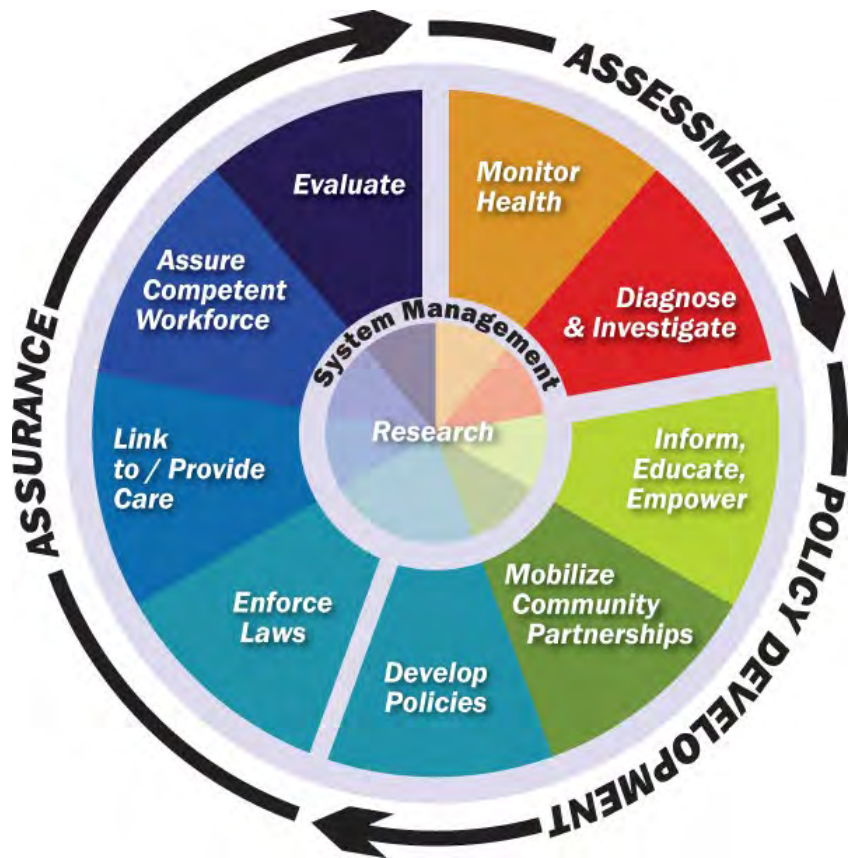 ASSESSMENT
Monitor
Health
Diagnose
& Investigate
POLICY DEVELOPMENT
Inform,
Educate,
Empower
Mobilize
Community
Partnerships
Develop
Policies
ASSURANCE
Enforce
Laws
Link
to / Provide
Care
Assure
Competent
Workforce
Evaluate
System Management
Research